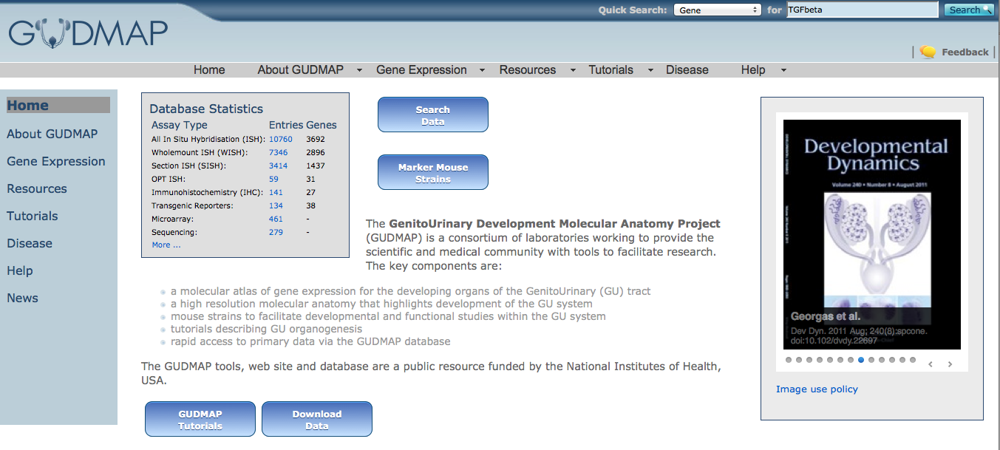 Quick Search: Gene for TGFbeta Search
GUDMAP
Feedback
Home About GUDMAP Gene Expression Resources Tutorials Disease Help
Home
About GUDMAP
Gene Expression
Resources
Tutorials
Disease
Help
News
Database Statistics
Assay Type Entries Genes
All In Situ Hybridisation (ISH): 10760 3692
Wholemount ISH (WISH): 7346 2896
Section ISH (SISH): 3414 1437
OPT ISH: 59 31
Immunohistochemistry (IHC): 141 27
Transgenic Reporters: 134 38
Microarray: 461 -
Sequencing: 279 -
More ...
Search
Data
Marker Mouse
Strains
The GenitoUrinary Development Molecular Anatomy Project
(GUDMAP) is a consortium of laboratories working to provide the
scientific and medical community with tools to facilitate research.
The key components are:
a molecular atlas of gene expression for the developing organs of the GenitoUrinary (GU) tract
a high resolution molecular anatomy that highlights development of the GU system
mouse strains to facilitate developmental and functional studies within the GU system
tutorials describing GU organogenesis
rapid access to primary data via the GUDMAP database
The GUDMAP tools, web site and database are a public resource funded by the National Institutes of Health,
USA.
GUDMAP
Tutorials
Download
Data
Developmental
Dynamics
Volume 240 • Number 8 • August 2011
Georgas et al.
Dev Dyn. 2011 Aug; 240(8):spcone.
doi:10.102/dvdy.22697
Image use policy